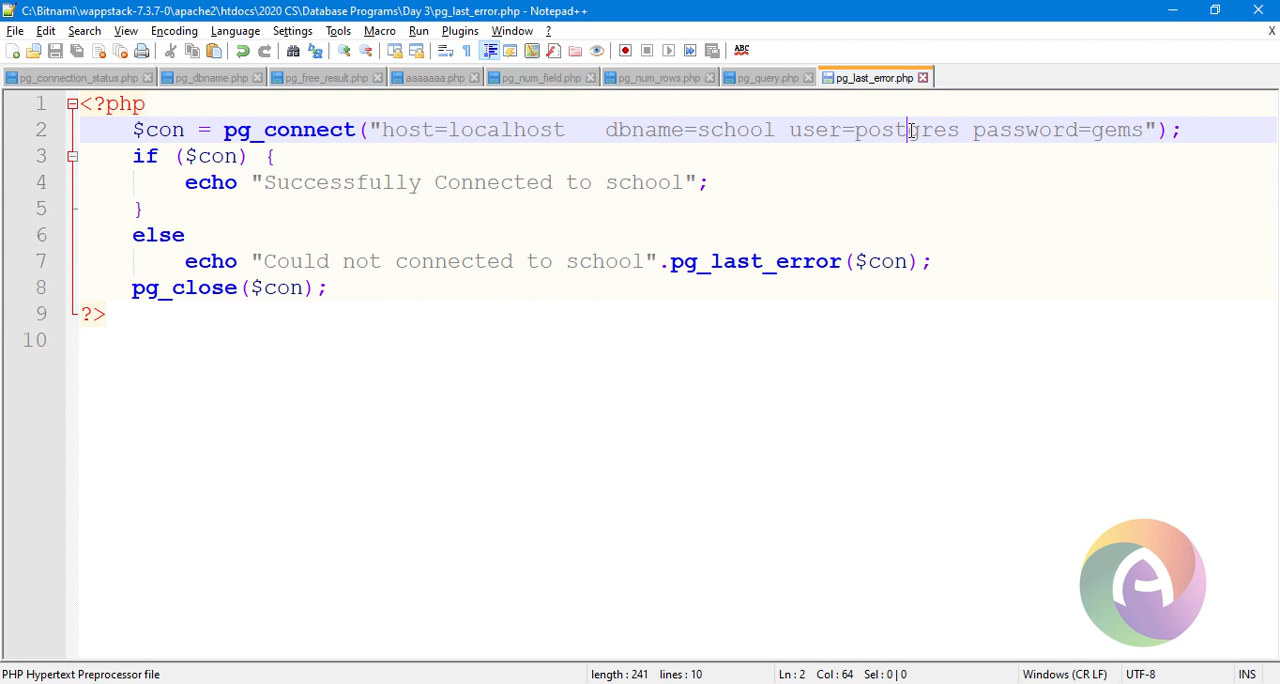 C:\Bitnami\wappstack-7.3.7-0\apache2\htdocs\2020 CS\Database Programs\Day 3\pg_last_error.php - Notepad++
File Edit Search View Encoding Language Settings Tools Macro Run Plugins Window ? X
ABC
pg_connection_status.php pg_dbname.php pg_free_result.php aaaaaaa.php pg_num_field.php pg_num_rows.php pg_query.php pg_last_error.php
1 <?php
2 $con = pg_connect("host=localhost   dbname=school user=postgres password=gems");
3 if ($con) {
4 echo "Successfully Connected to school";
5 }
6 else
7 echo "Could not connected to school".pg_last_error($con);
8 pg_close($con);
9 ?>
10
PHP Hypertext Preprocessor file length : 241 lines : 10 Ln : 2 Col : 64 Sel : 0 | 0 Windows (CR LF) UTF-8 INS